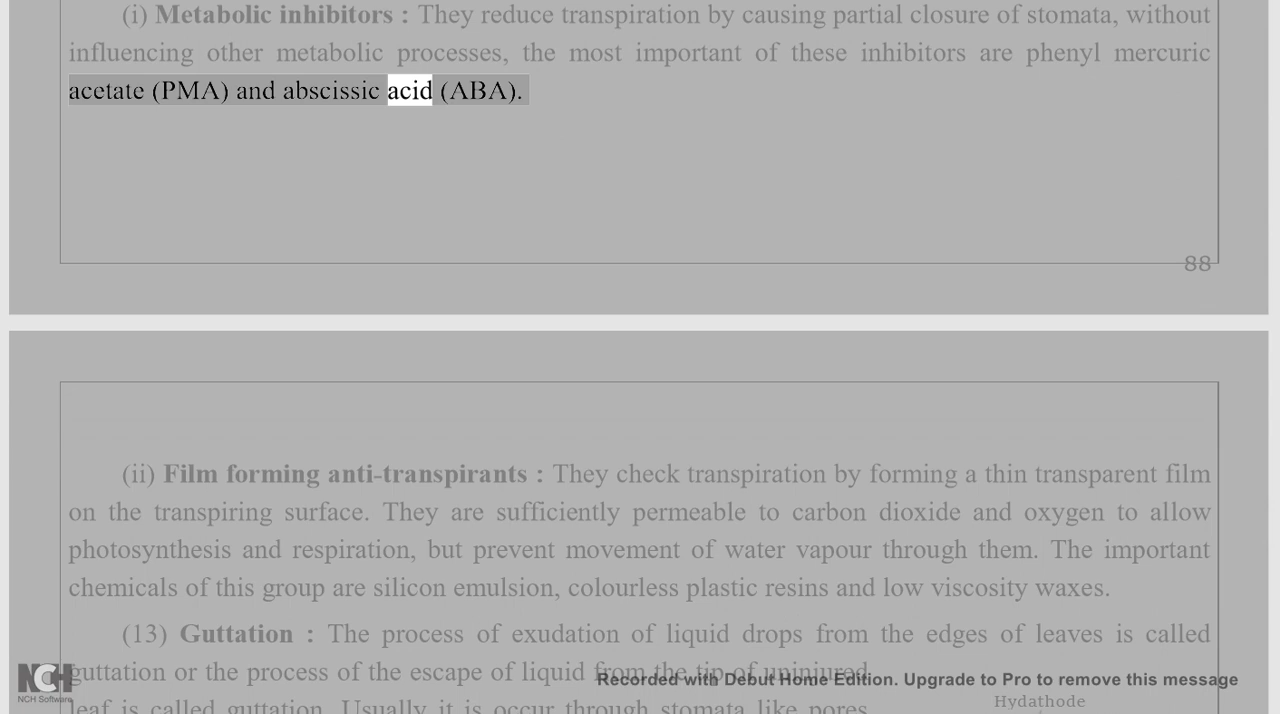 (i) Metabolic inhibitors : They reduce transpiration by causing partial closure of stomata, without
influencing other metabolic processes, the most important of these inhibitors are phenyl mercuric
acetate (PMA) and abscissic acid (ABA).
88
(ii) Film forming anti-transpirants : They check transpiration by forming a thin transparent film
on the transpiring surface. They are sufficiently permeable to carbon dioxide and oxygen to allow
photosynthesis and respiration, but prevent movement of water vapour through them. The important
chemicals of this group are silicon emulsion, colourless plastic resins and low viscosity waxes.
(13) Guttation : The process of exudation of liquid drops from the edges of leaves is called
guttation or the process of the escape of liquid from the tip of uninjured
Recorded with Debut Home Edition. Upgrade to Pro to remove this message
NCH
NCH Software
Hydathode
leaf is called guttation. Usually it is occur through stomata like pores